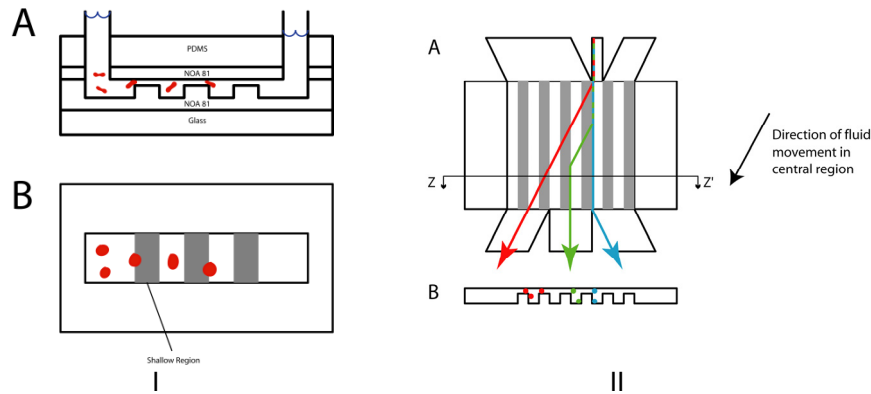 A
PDMS
NOA 81
NOA 81
Glass
B
Shallow Region
I
A
Z
Z'
Direction of fluid
movement in
central region
B
II